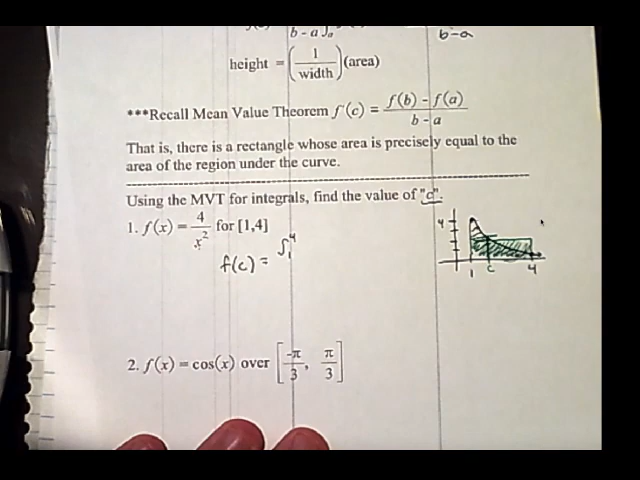 b - a ∫a
b-a
height = (1/width)(area)
***Recall Mean Value Theorem f'(c) = f(b) - f(a) / b - a
That is, there is a rectangle whose area is precisely equal to the
area of the region under the curve.
Using the MVT for integrals, find the value of "c".
1. f(x) = 4/x² for [1,4]
f(c) = ∫₁⁴
4
1 c 4
2. f(x) = cos(x) over [-π/3, π/3]